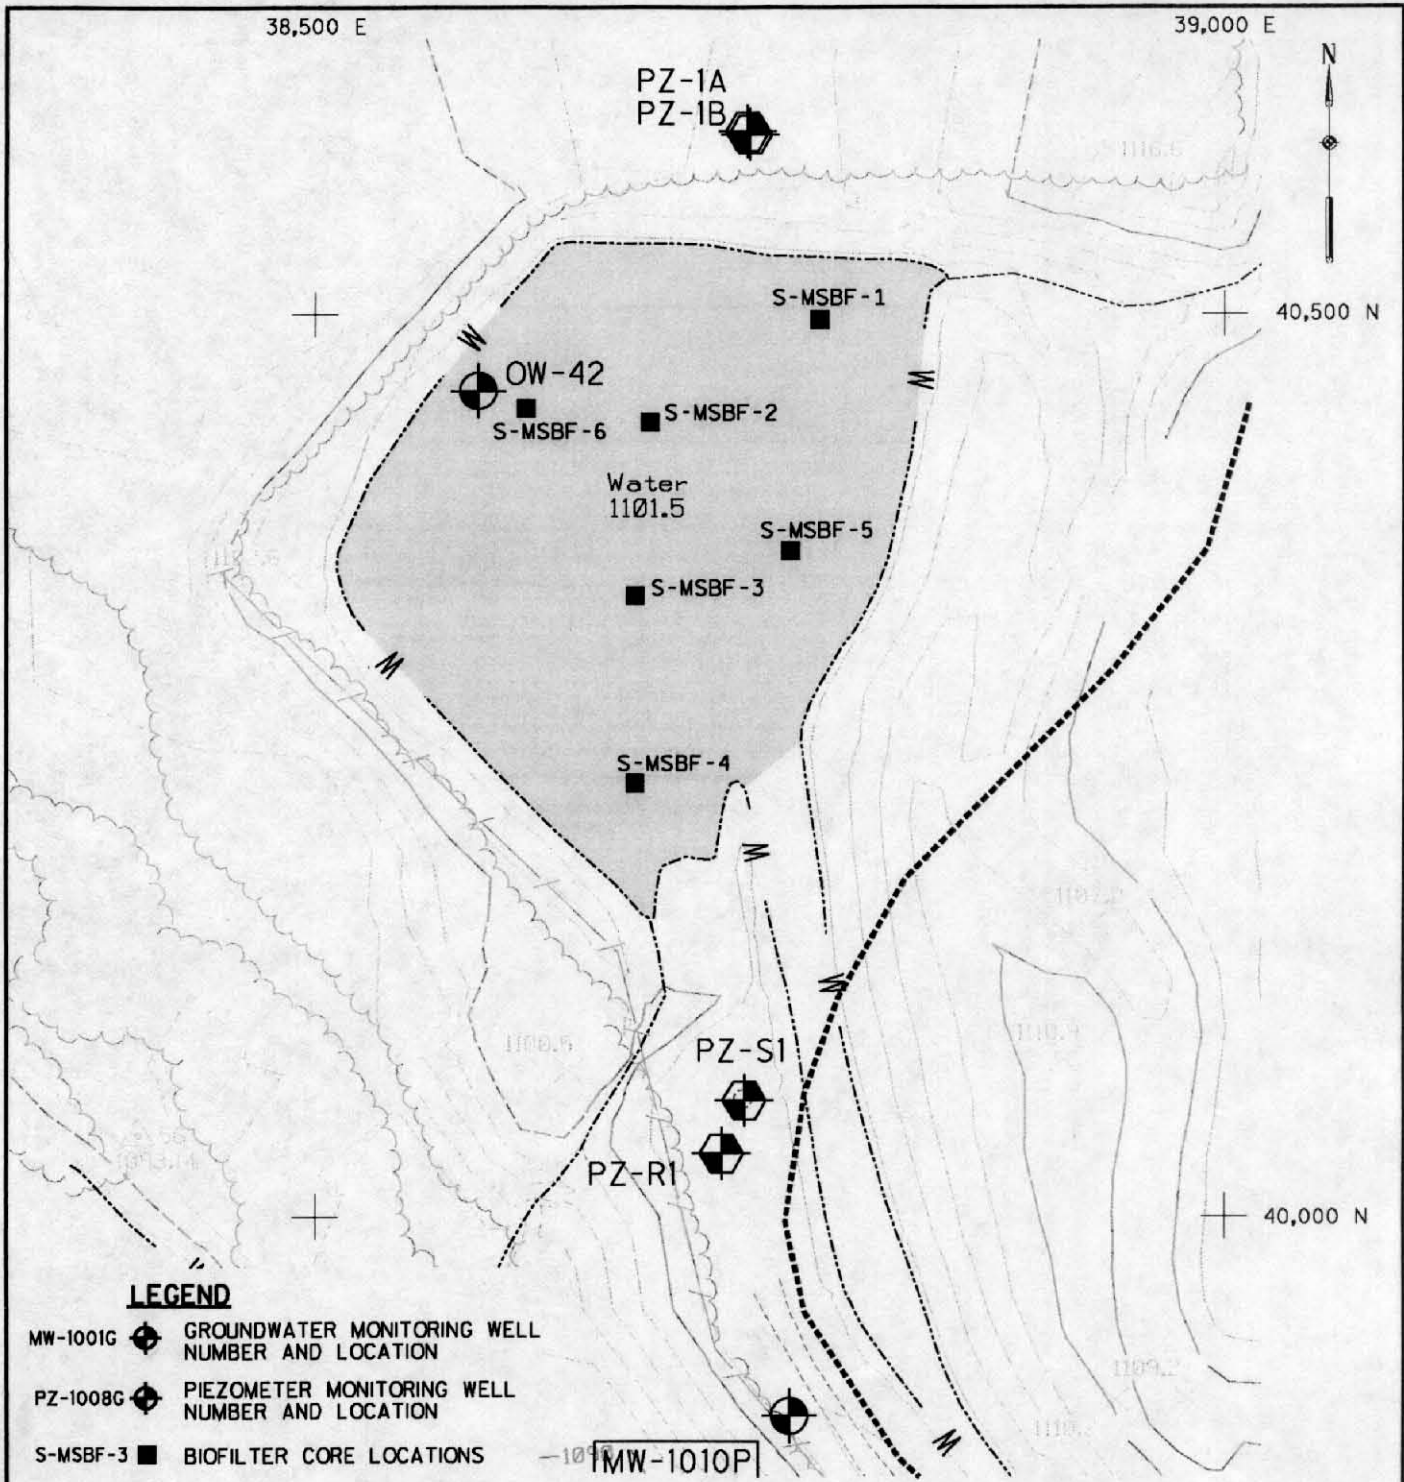 38,500 E
39,000 E
N
PZ-1A
PZ-1B
S-MSBF-1
40,500 N
W
OW-42
W
S-MSBF-2
S-MSBF-6
Water
1101.5
S-MSBF-5
S-MSBF-3
W
S-MSBF-4
W
W
PZ-S1
PZ-R1
40,000 N
LEGEND
MW-1001G GROUNDWATER MONITORING WELL
NUMBER AND LOCATION
PZ-1008G PIEZOMETER MONITORING WELL
NUMBER AND LOCATION
S-MSBF-3 BIOFILTER CORE LOCATIONS
MW-1010P
W